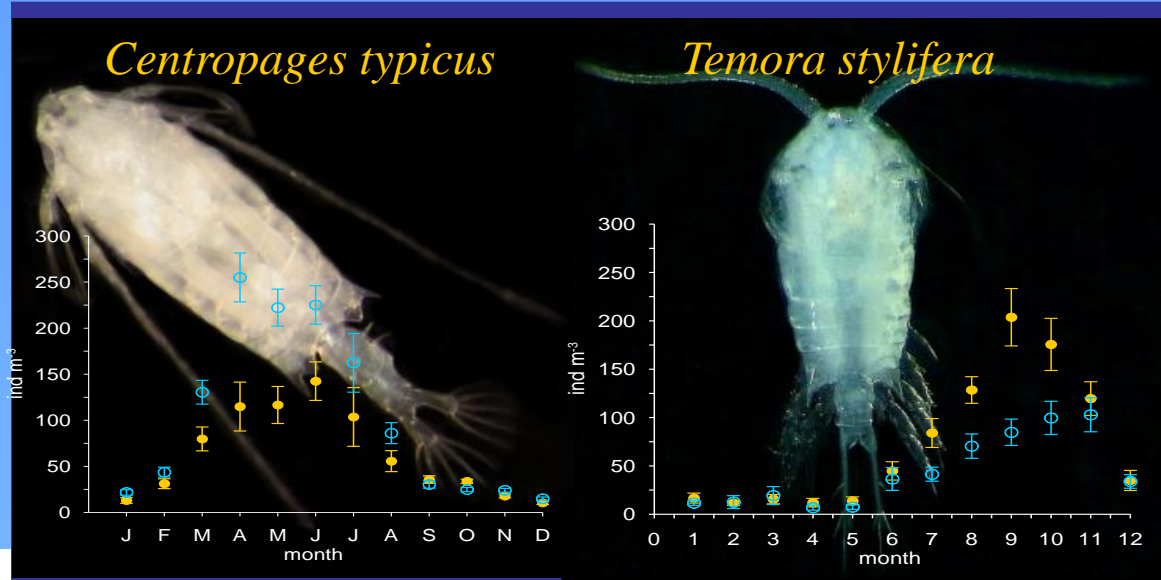 Centropages typicus
Temora stylifera
300
250
200
150
100
50
0
ind m-3
J F M A M J J A S O N D
month
300
250
200
150
100
50
0
ind m-3
0 1 2 3 4 5 6 7 8 9 10 11 12
month